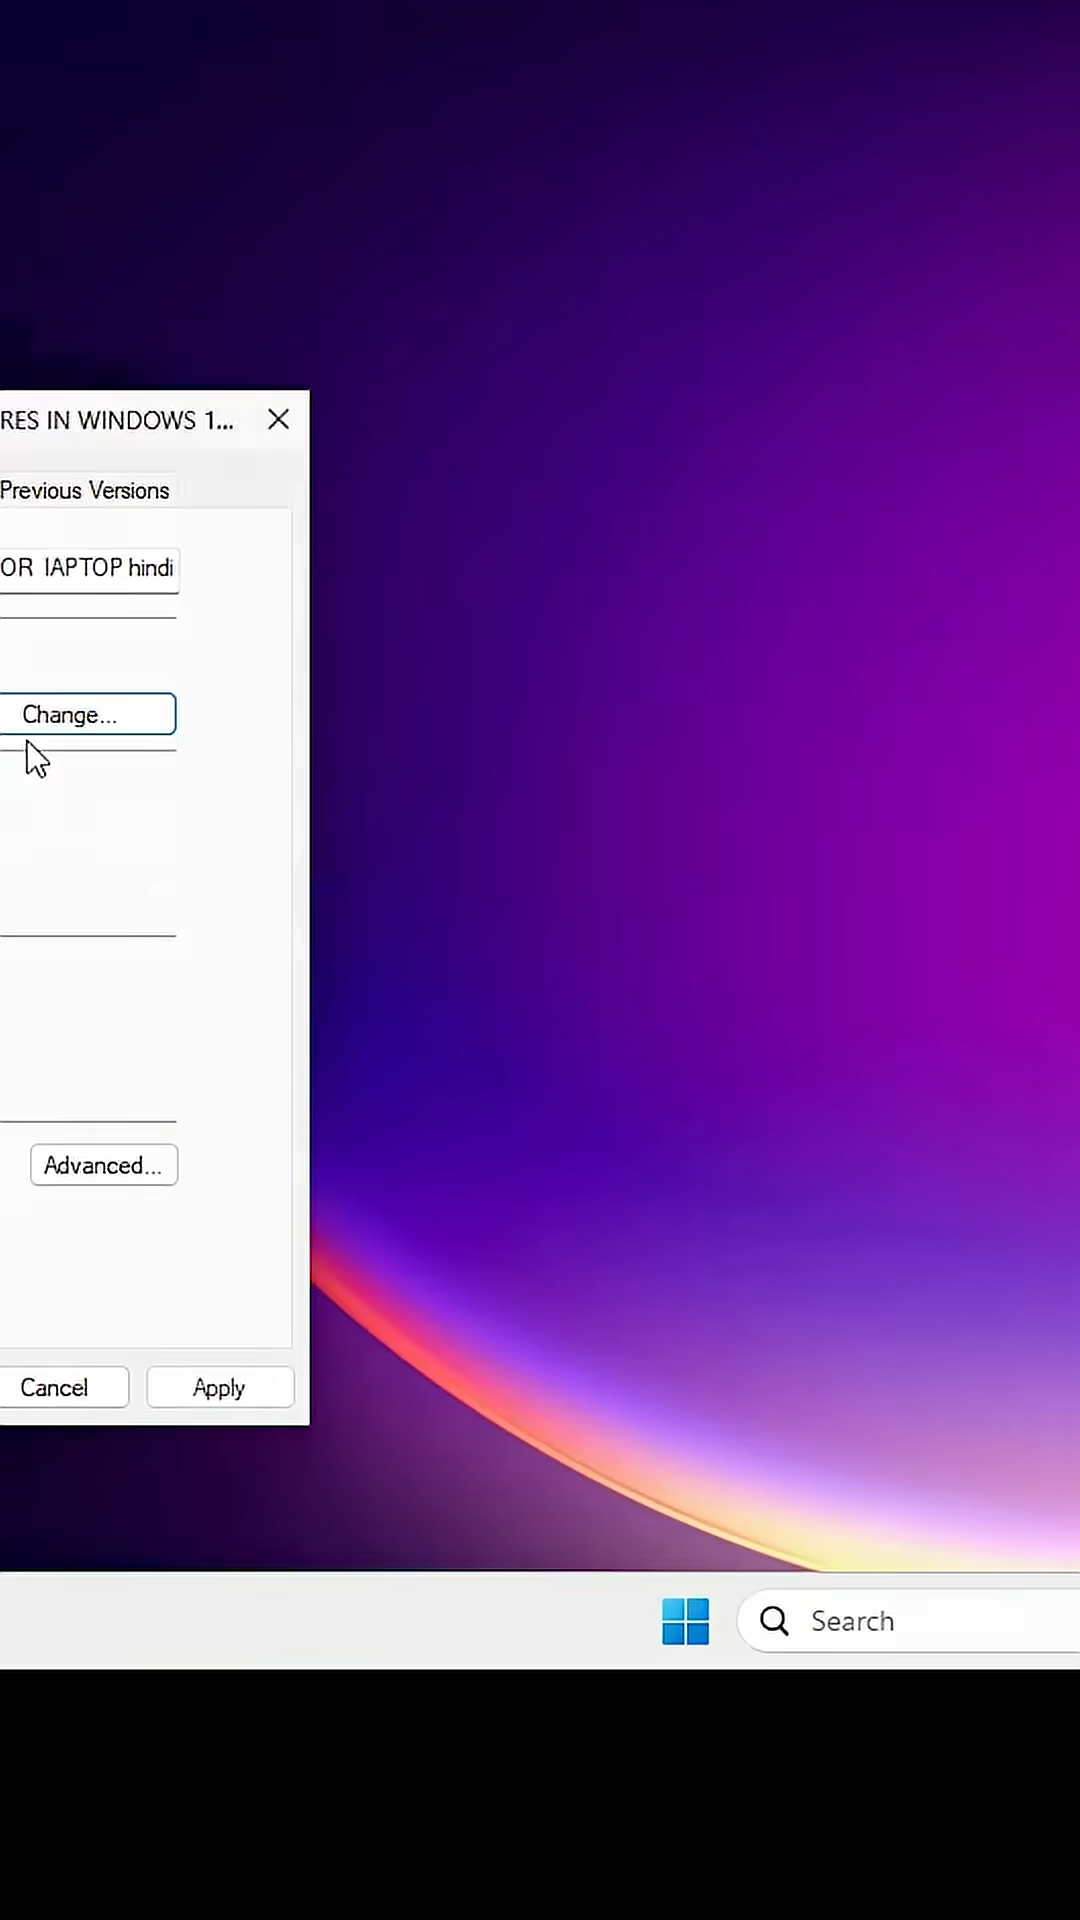 RES IN WINDOWS 1...
Previous Versions
OR IAPTOP hindi
Change...
Advanced...
Cancel
Apply
Search